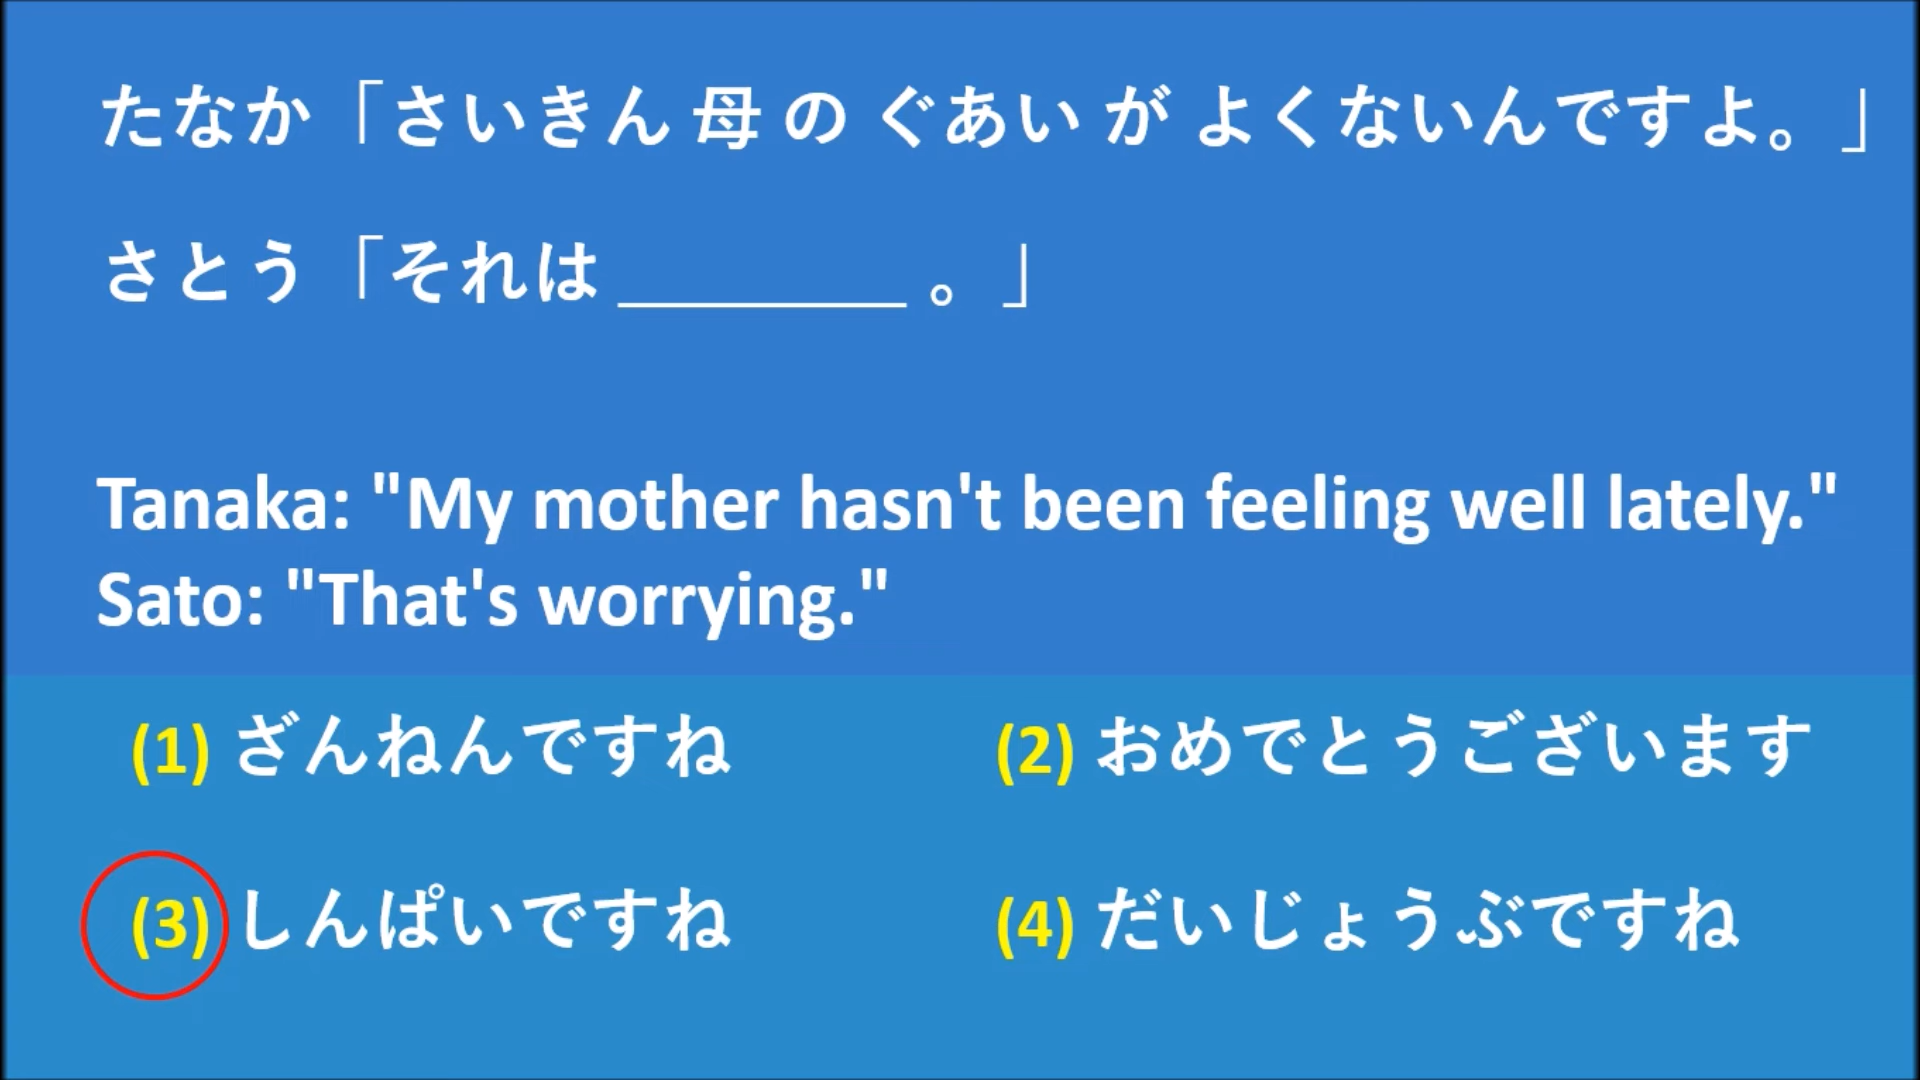 たなか「さいきん 母 の ぐあい が よくないんですよ。」
さとう「それは ________ 。」
Tanaka: "My mother hasn't been feeling well lately."
Sato: "That's worrying."
(1) ざんねんですね
(2) おめでとうございます
(3) しんぱいですね
(4) だいじょうぶですね